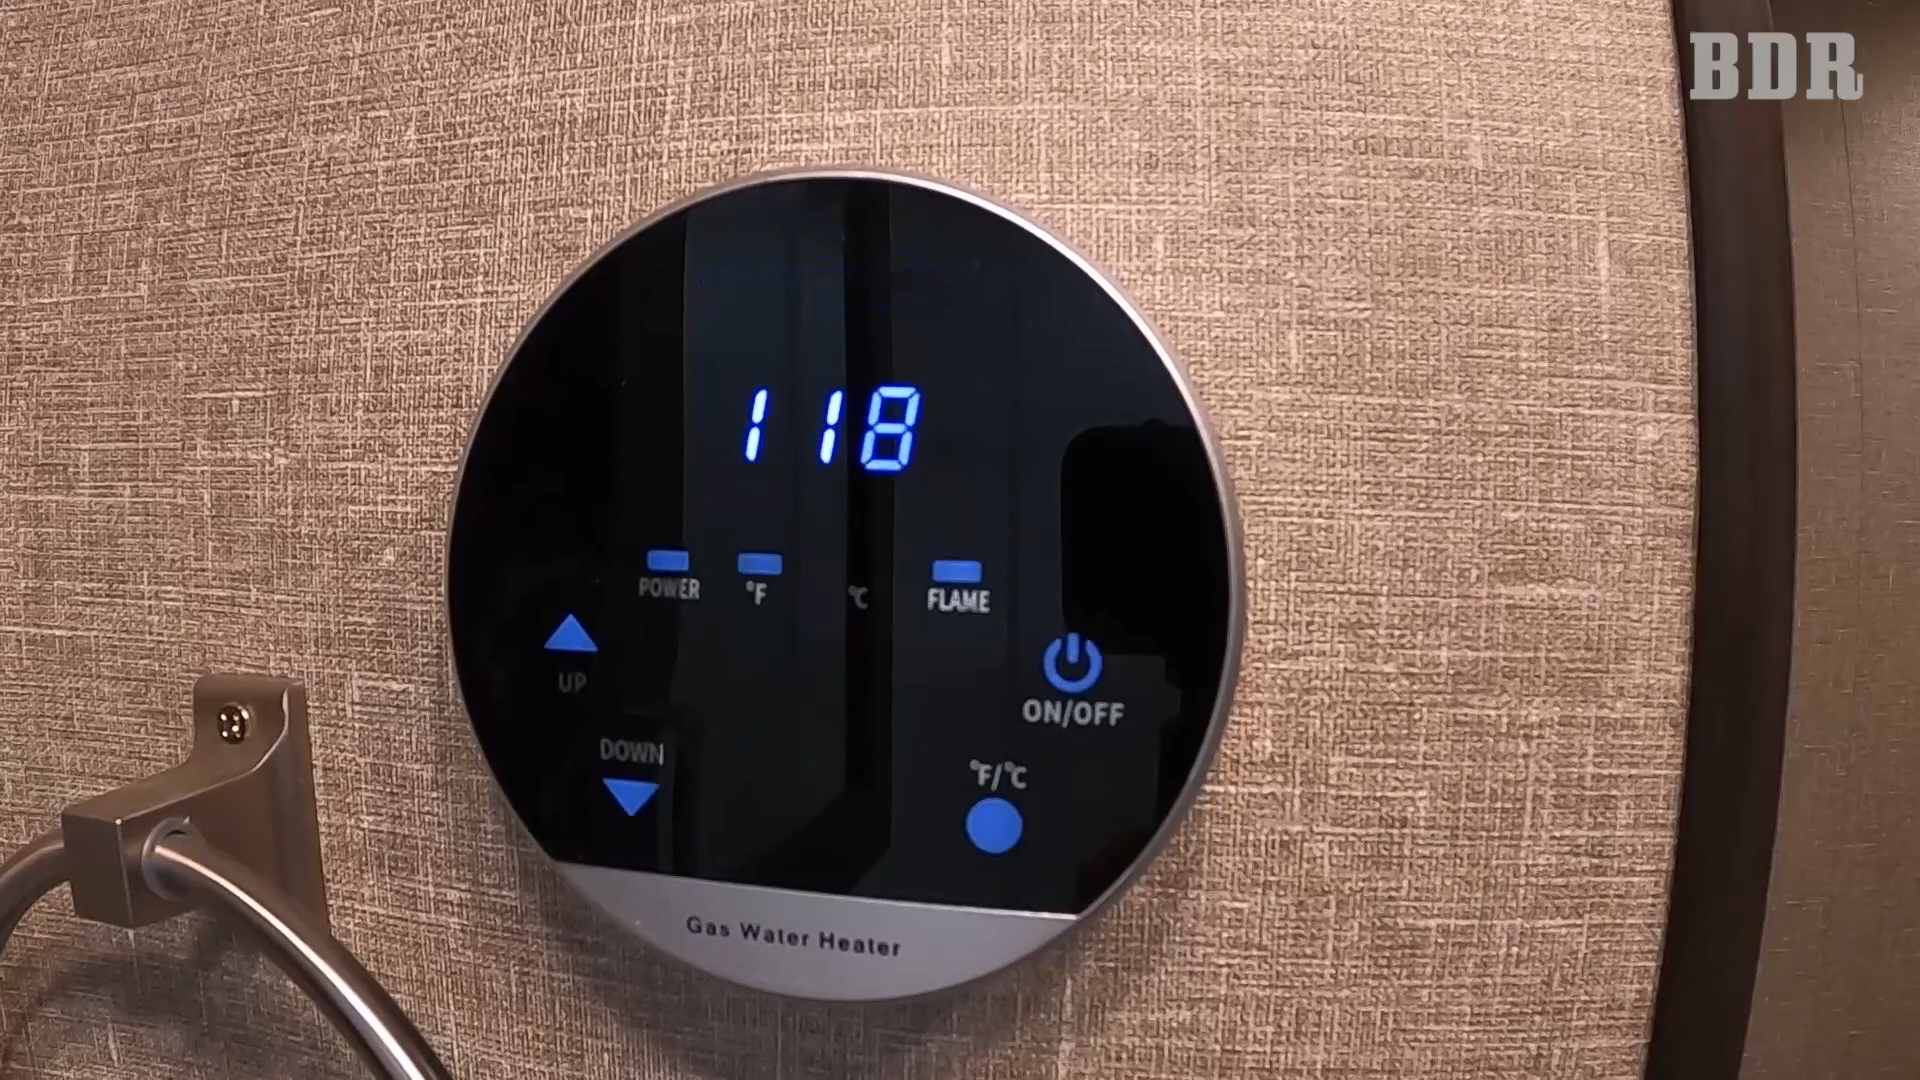 BDR
118
POWER °F °C FLAME
UP
ON/OFF
DOWN
°F/°C
Gas Water Heater